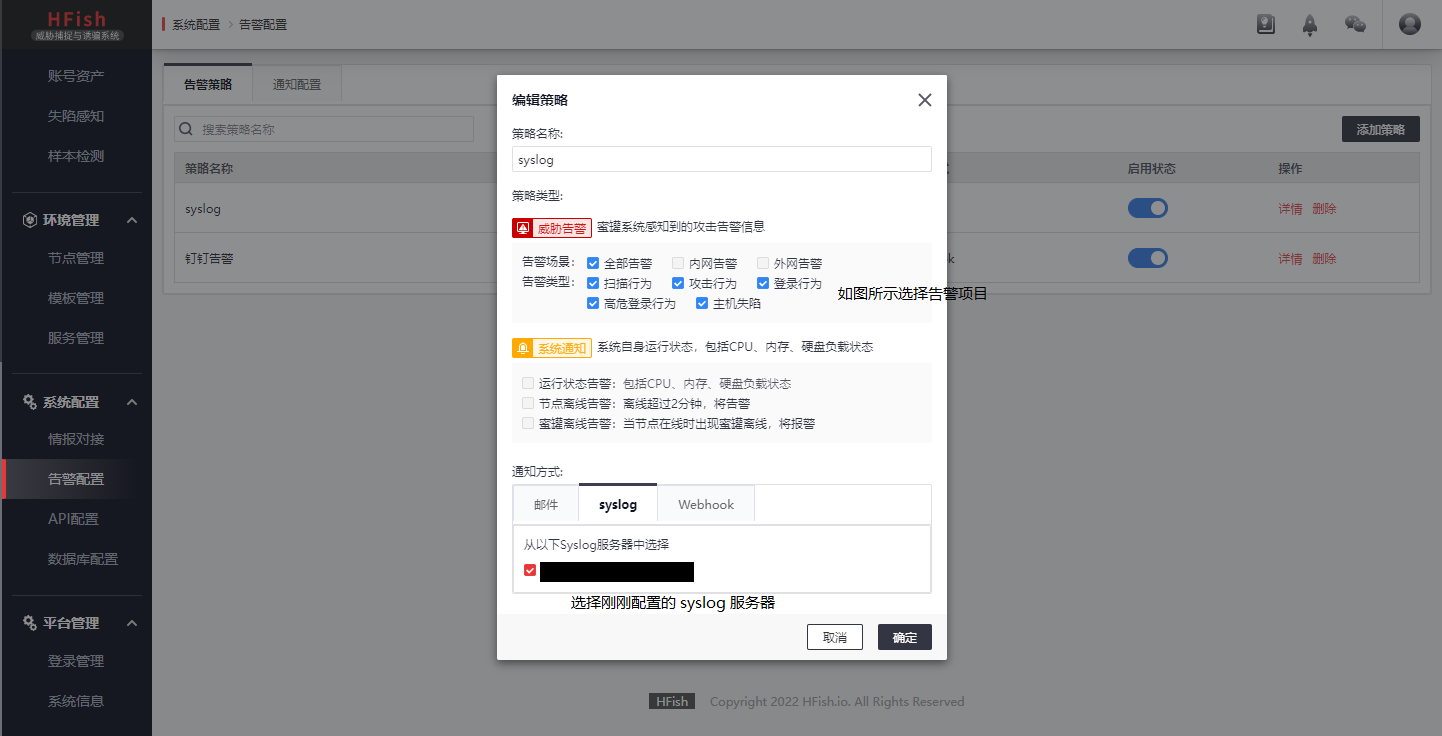 HFish
威胁捕捉与诱骗系统
系统配置 > 告警配置
账号资产
失陷感知
样本检测
环境管理
节点管理
模板管理
服务管理
系统配置
情报对接
告警配置
API配置
数据库配置
平台管理
登录管理
系统信息
告警策略 通知配置
搜索策略名称
添加策略
策略名称 启用状态 操作
syslog 详情 删除
钉钉告警 k 详情 删除
编辑策略
策略名称:
syslog
策略类型:
威胁告警 蜜罐系统感知到的攻击告警信息
告警场景: 全部告警 内网告警 外网告警
告警类型: 扫描行为 攻击行为 登录行为
如图所示选择告警项目
高危登录行为 主机失陷
系统通知 系统自身运行状态，包括CPU、内存、硬盘负载状态
运行状态告警：包括CPU、内存、硬盘负载状态
节点离线告警：离线超过2分钟，将告警
蜜罐离线告警：当节点在线时出现蜜罐离线，将报警
通知方式:
邮件 syslog Webhook
从以下Syslog服务器中选择
选择刚刚配置的 syslog 服务器
取消 确定
HFish Copyright 2022 HFish.io. All Rights Reserved